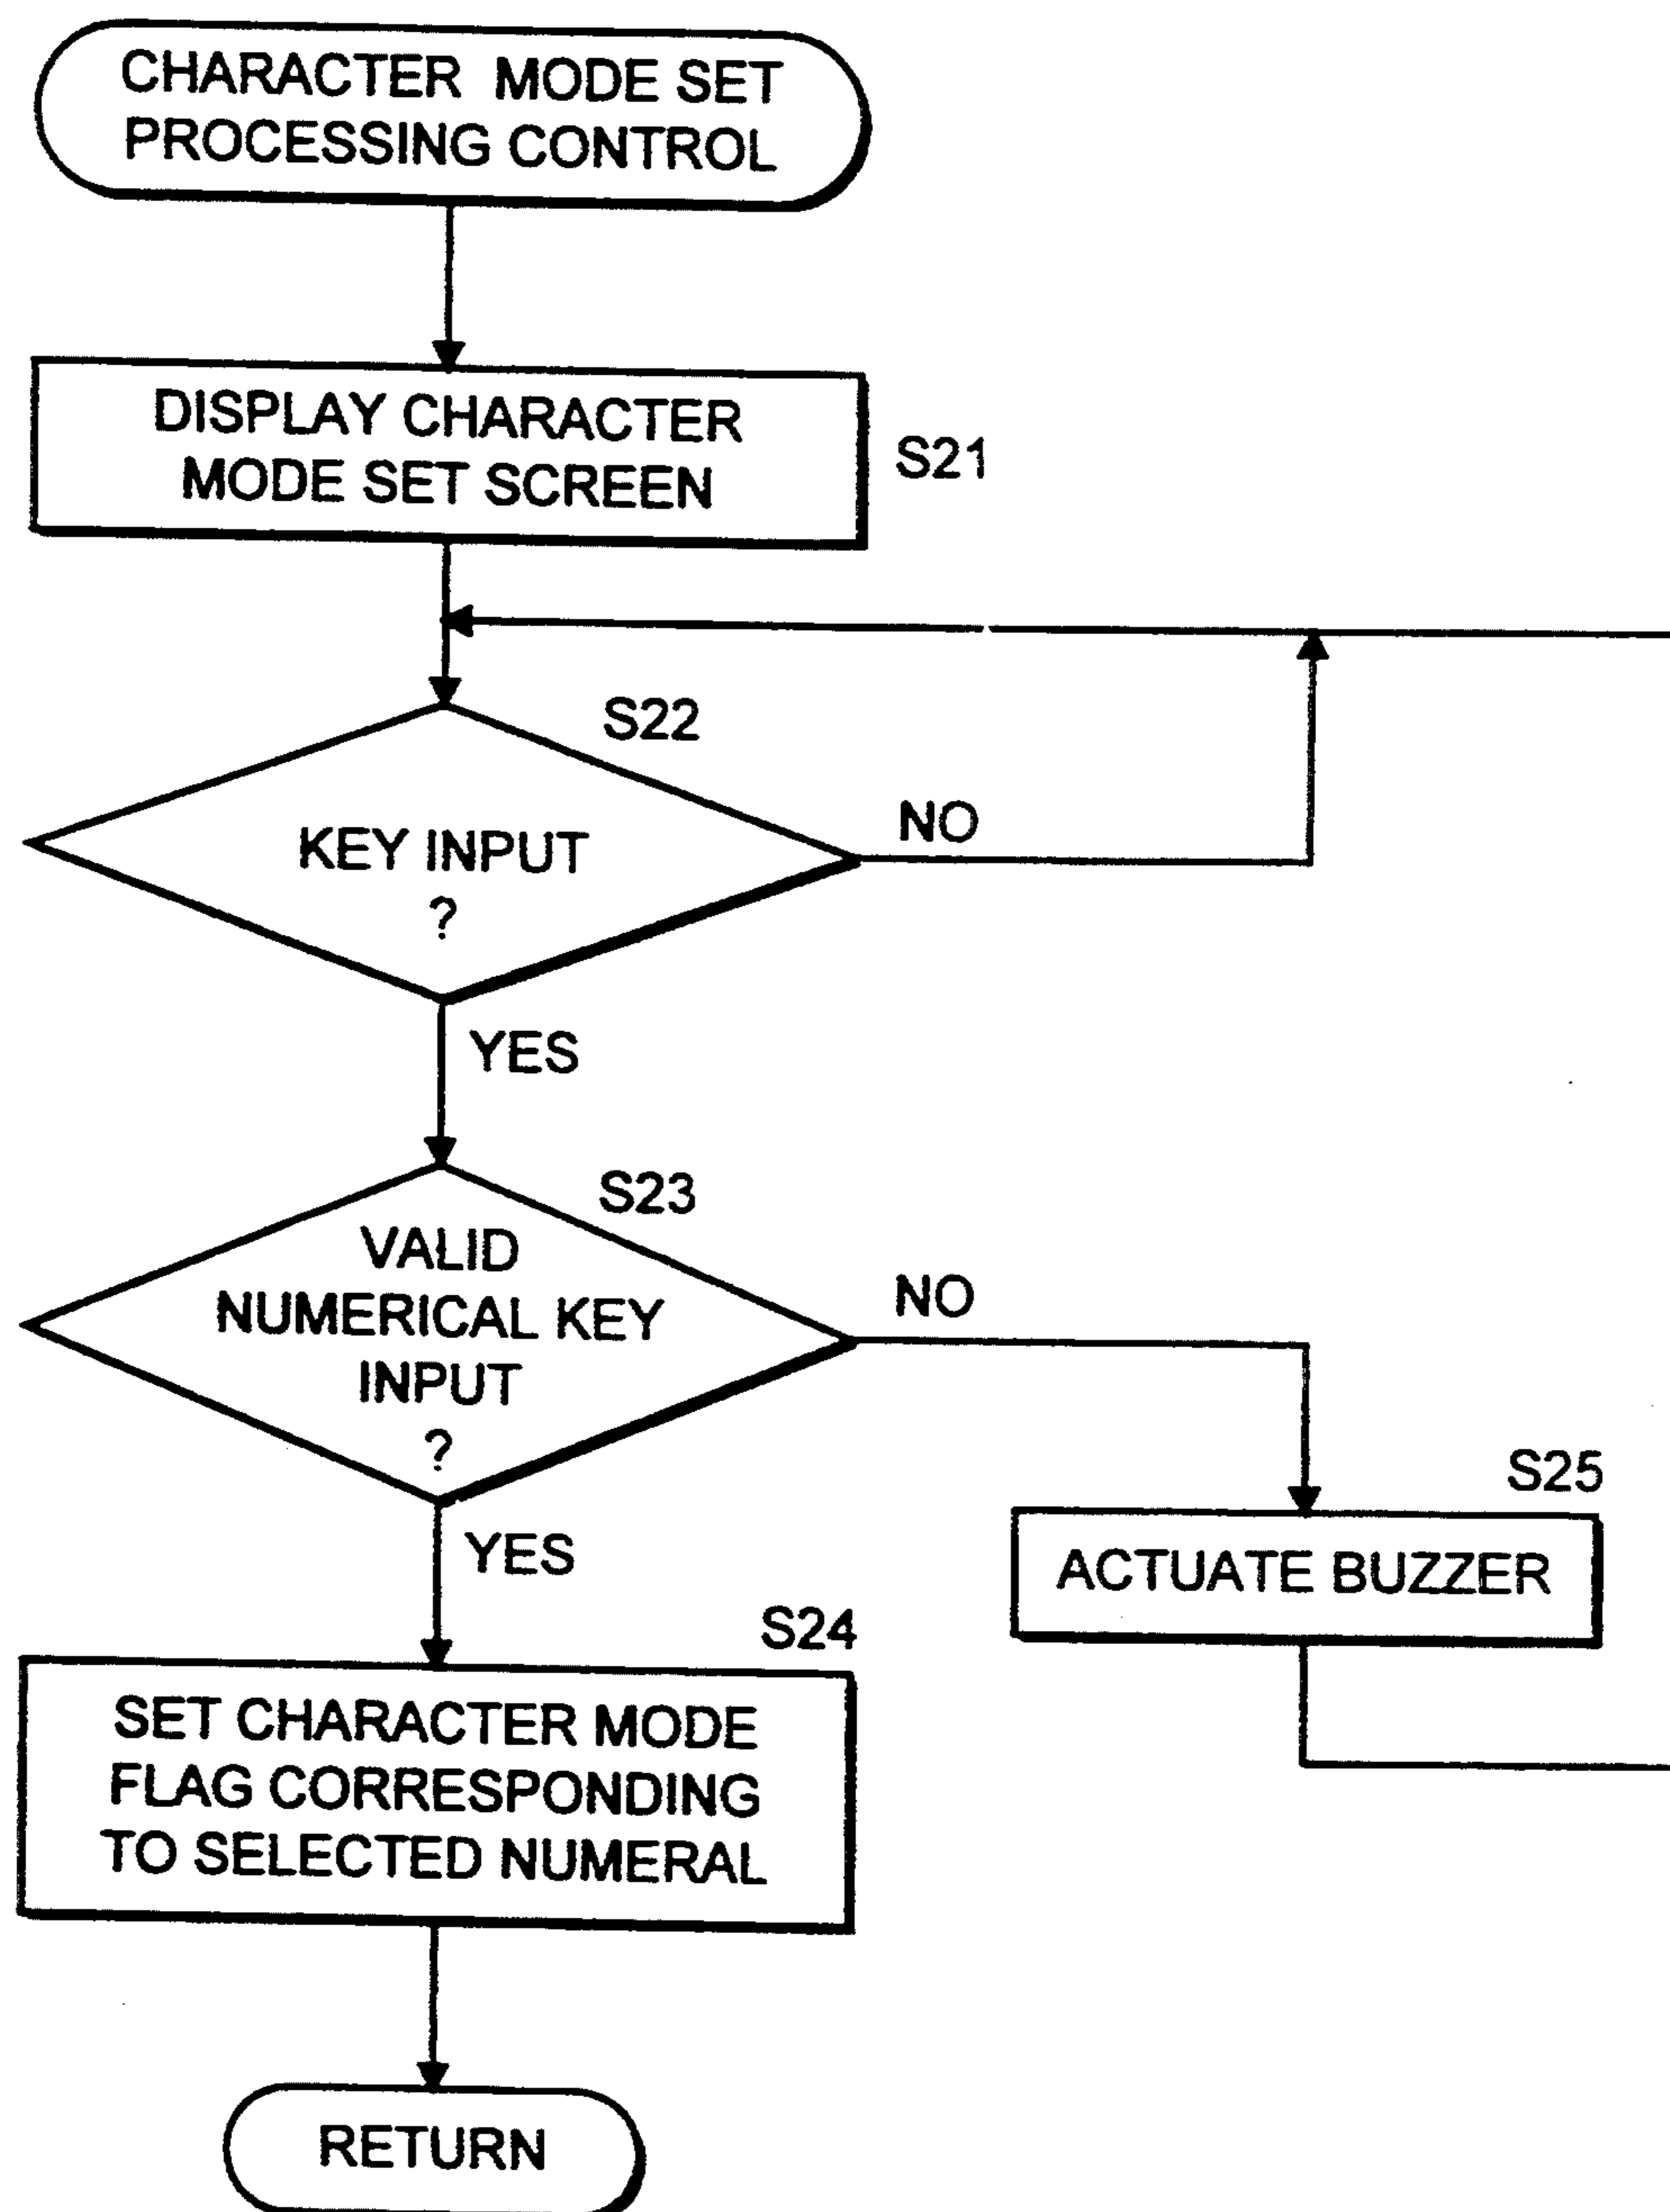 CHARACTER MODE SET
PROCESSING CONTROL
DISPLAY CHARACTER
MODE SET SCREEN
S21
S22
KEY INPUT
?
NO
YES
S23
VALID
NUMERICAL KEY
INPUT
?
NO
YES
S25
ACTUATE BUZZER
S24
SET CHARACTER MODE
FLAG CORRESPONDING
TO SELECTED NUMERAL
RETURN